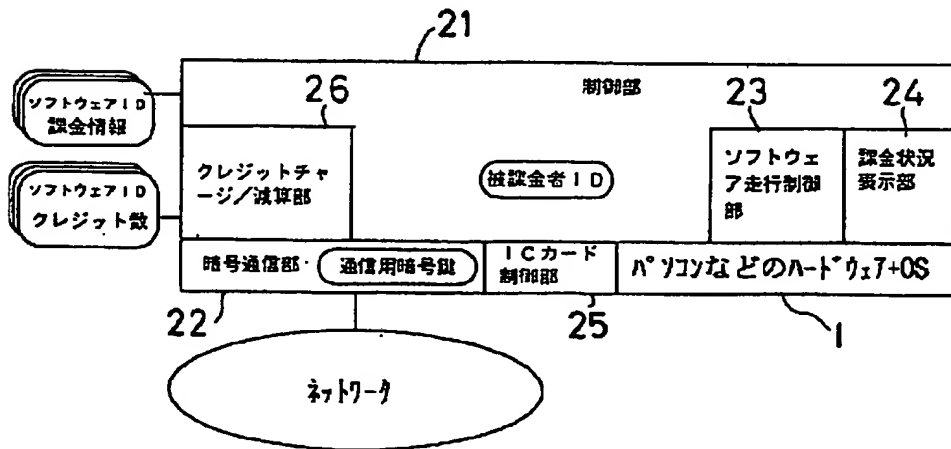 21
ソフトウェアID
課金情報
26
制御部
23
24
ソフトウェアID
クレジット数
クレジットチャ
ージ/減算部
被課金者ID
ソフトウェ
ア走行制御
部
課金状況
表示部
暗号通信部
通信用暗号鍵
ICカード
制御部
パソコンなどのハードウェア+OS
22
25
1
ネットワータ